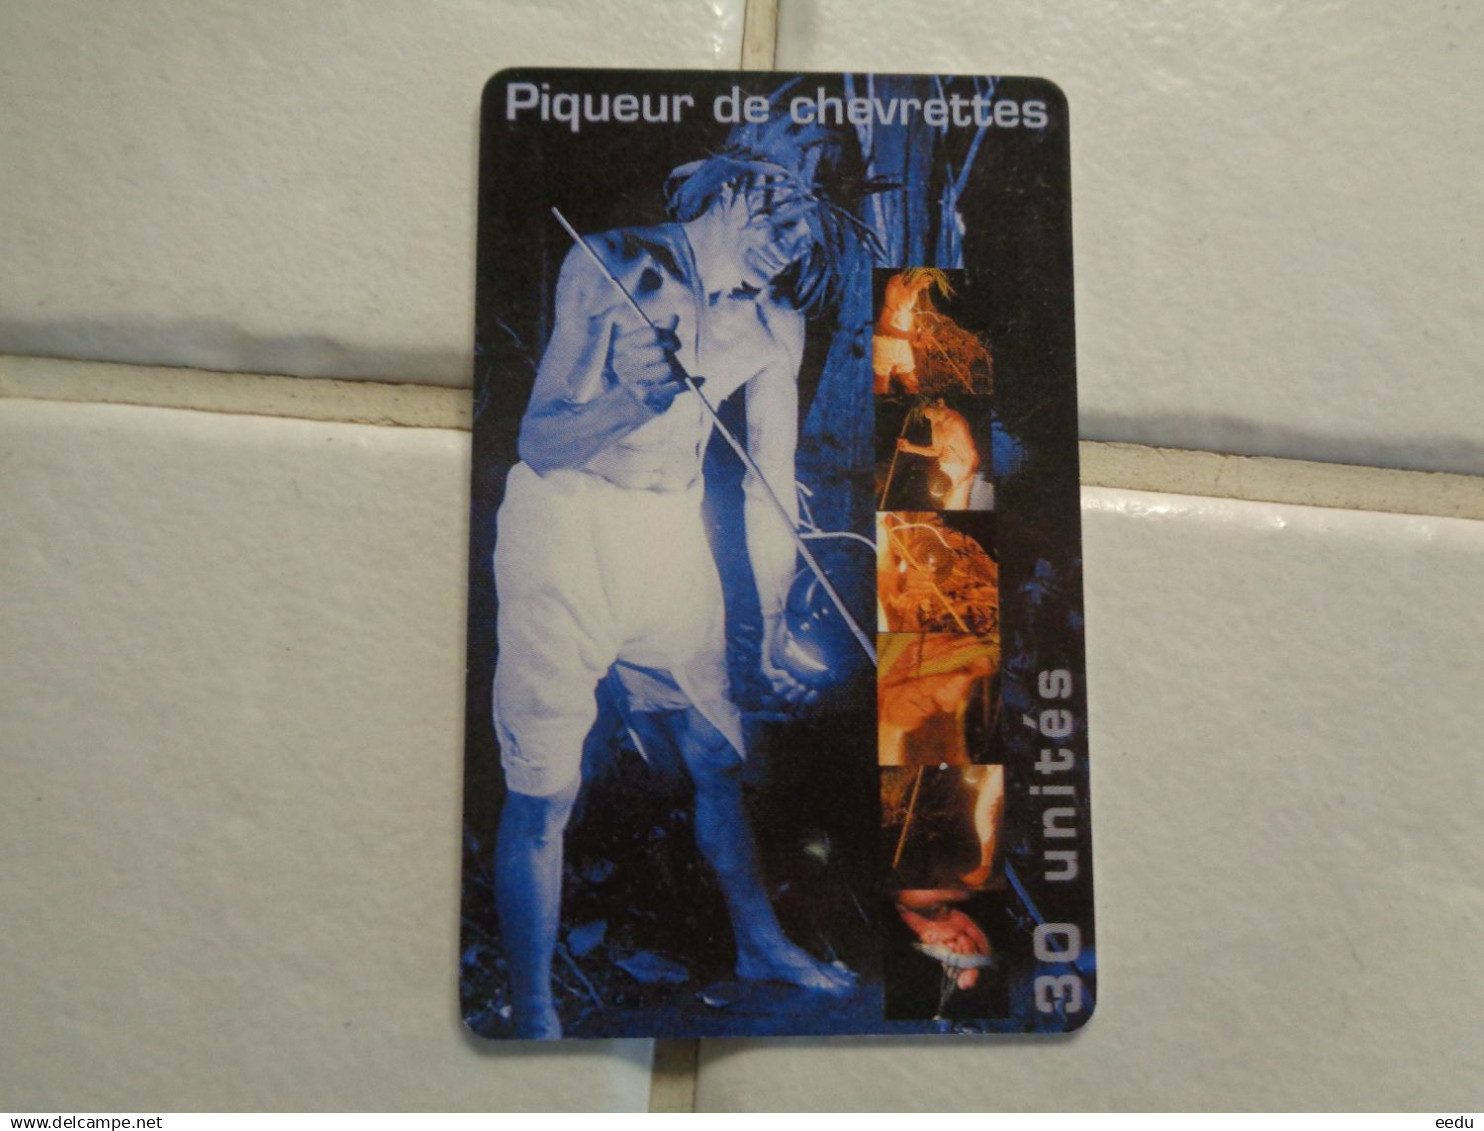 Piqueur de chevrettes
30 unités
www.delcampe.net
eedu